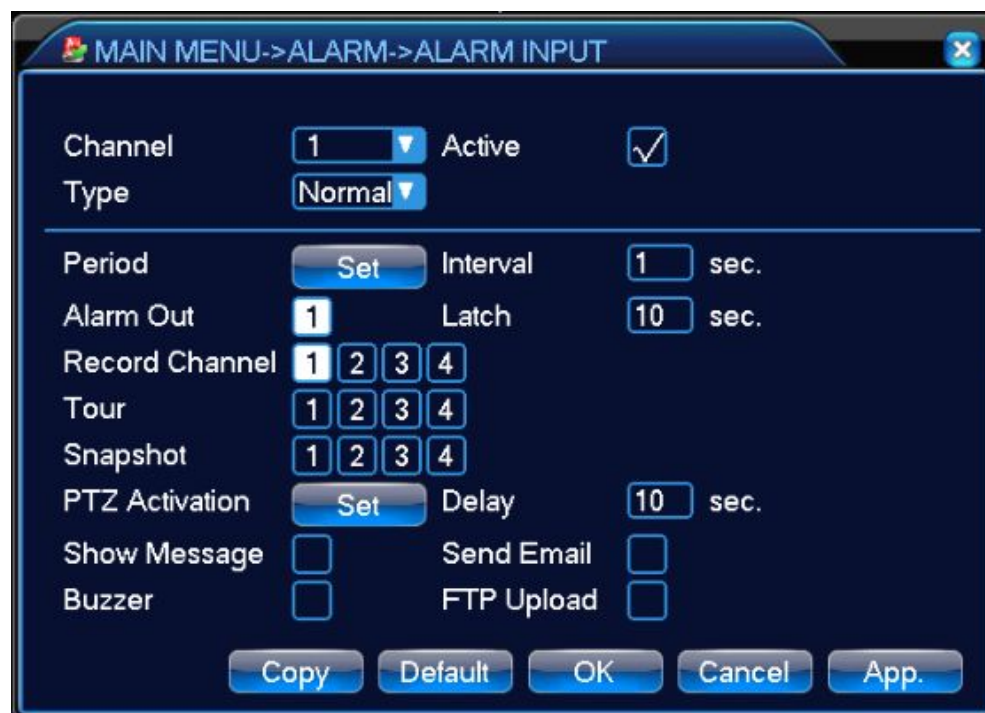 MAIN MENU->ALARM->ALARM INPUT
Channel 1 Active
Type Normal
Period Set Interval 1 sec.
Alarm Out 1 Latch 10 sec.
Record Channel 1 2 3 4
Tour 1 2 3 4
Snapshot 1 2 3 4
PTZ Activation Set Delay 10 sec.
Show Message Send Email
Buzzer FTP Upload
Copy Default OK Cancel App.